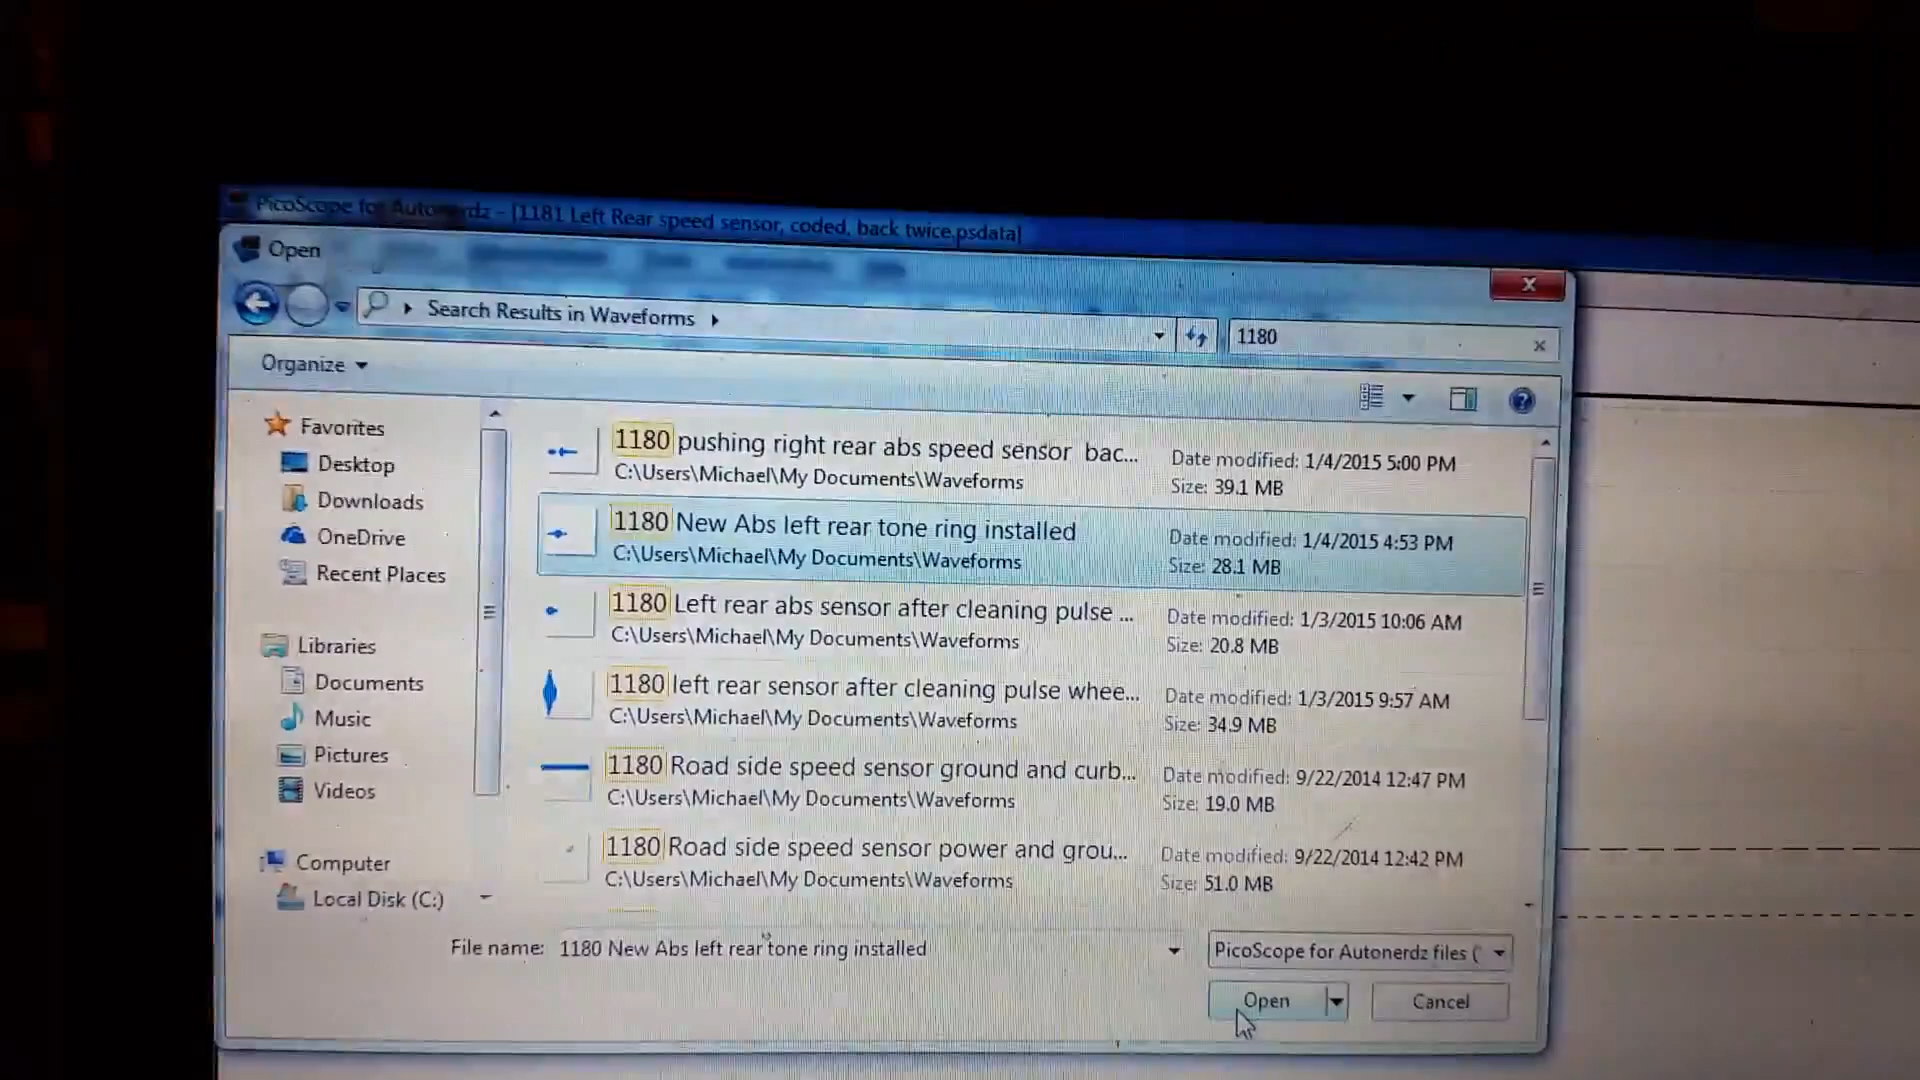 PicoScope for Autonerdz - [1181 Left Rear speed sensor, coded, back twice.psdata]
Open
Search Results in Waveforms
1180
Organize
Favorites
Desktop
Downloads
OneDrive
Recent Places
Libraries
Documents
Music
Pictures
Videos
Computer
Local Disk (C:)
1180 pushing right rear abs speed sensor bac...
C:\Users\Michael\My Documents\Waveforms
Date modified: 1/4/2015 5:00 PM
Size: 39.1 MB
1180 New Abs left rear tone ring installed
C:\Users\Michael\My Documents\Waveforms
Date modified: 1/4/2015 4:53 PM
Size: 28.1 MB
1180 Left rear abs sensor after cleaning pulse ...
C:\Users\Michael\My Documents\Waveforms
Date modified: 1/3/2015 10:06 AM
Size: 20.8 MB
1180 left rear sensor after cleaning pulse whee...
C:\Users\Michael\My Documents\Waveforms
Date modified: 1/3/2015 9:57 AM
Size: 34.9 MB
1180 Road side speed sensor ground and curb...
C:\Users\Michael\My Documents\Waveforms
Date modified: 9/22/2014 12:47 PM
Size: 19.0 MB
1180 Road side speed sensor power and grou...
C:\Users\Michael\My Documents\Waveforms
Date modified: 9/22/2014 12:42 PM
Size: 51.0 MB
File name: 1180 New Abs left rear tone ring installed
PicoScope for Autonerdz files (
Open
Cancel